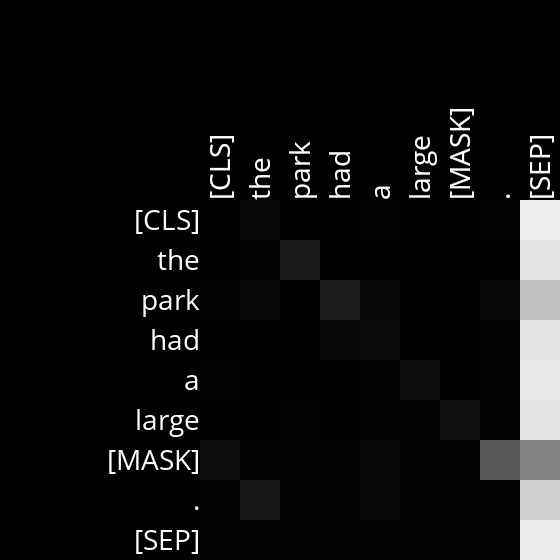 [CLS] the park had a large [MASK] . [SEP]
[CLS]
the
park
had
a
large
[MASK]
.
[SEP]